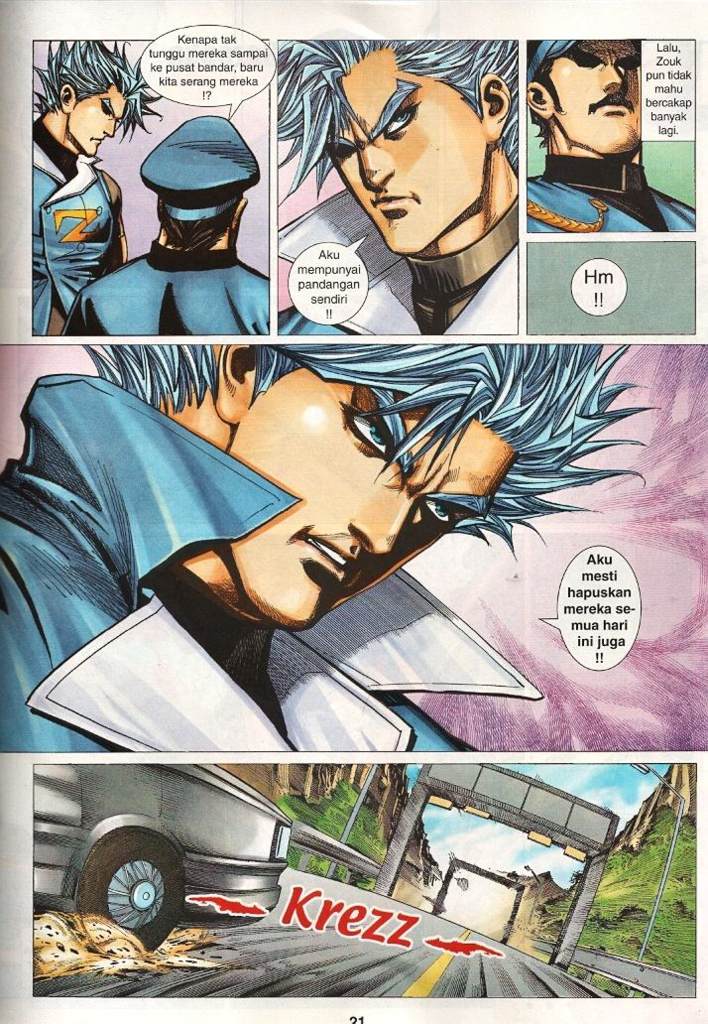 Kenapa tak
tunggu mereka sampai
ke pusat bandar, baru
kita serang mereka
!?
Aku
mempunyai
pandangan
sendiri
!!
Lalu,
Zouk
pun tidak
mahu
bercakap
banyak
lagi.
Hm
!!
Aku
mesti
hapuskan
mereka se-
mua hari
ini juga
!!
Krezz
21